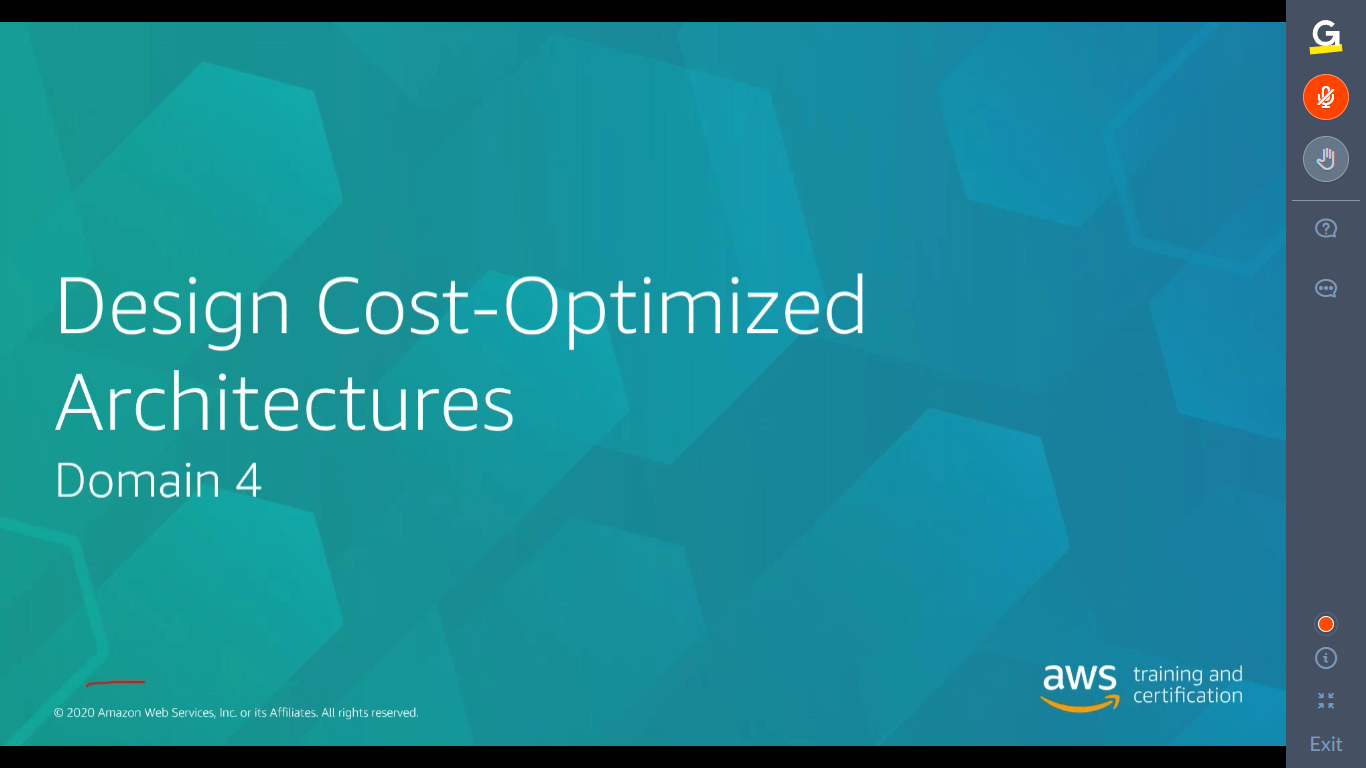 Design Cost-Optimized
Architectures
Domain 4
© 2020 Amazon Web Services, Inc. or its Affiliates. All rights reserved.
aws training and
certification
G
?
i
Exit